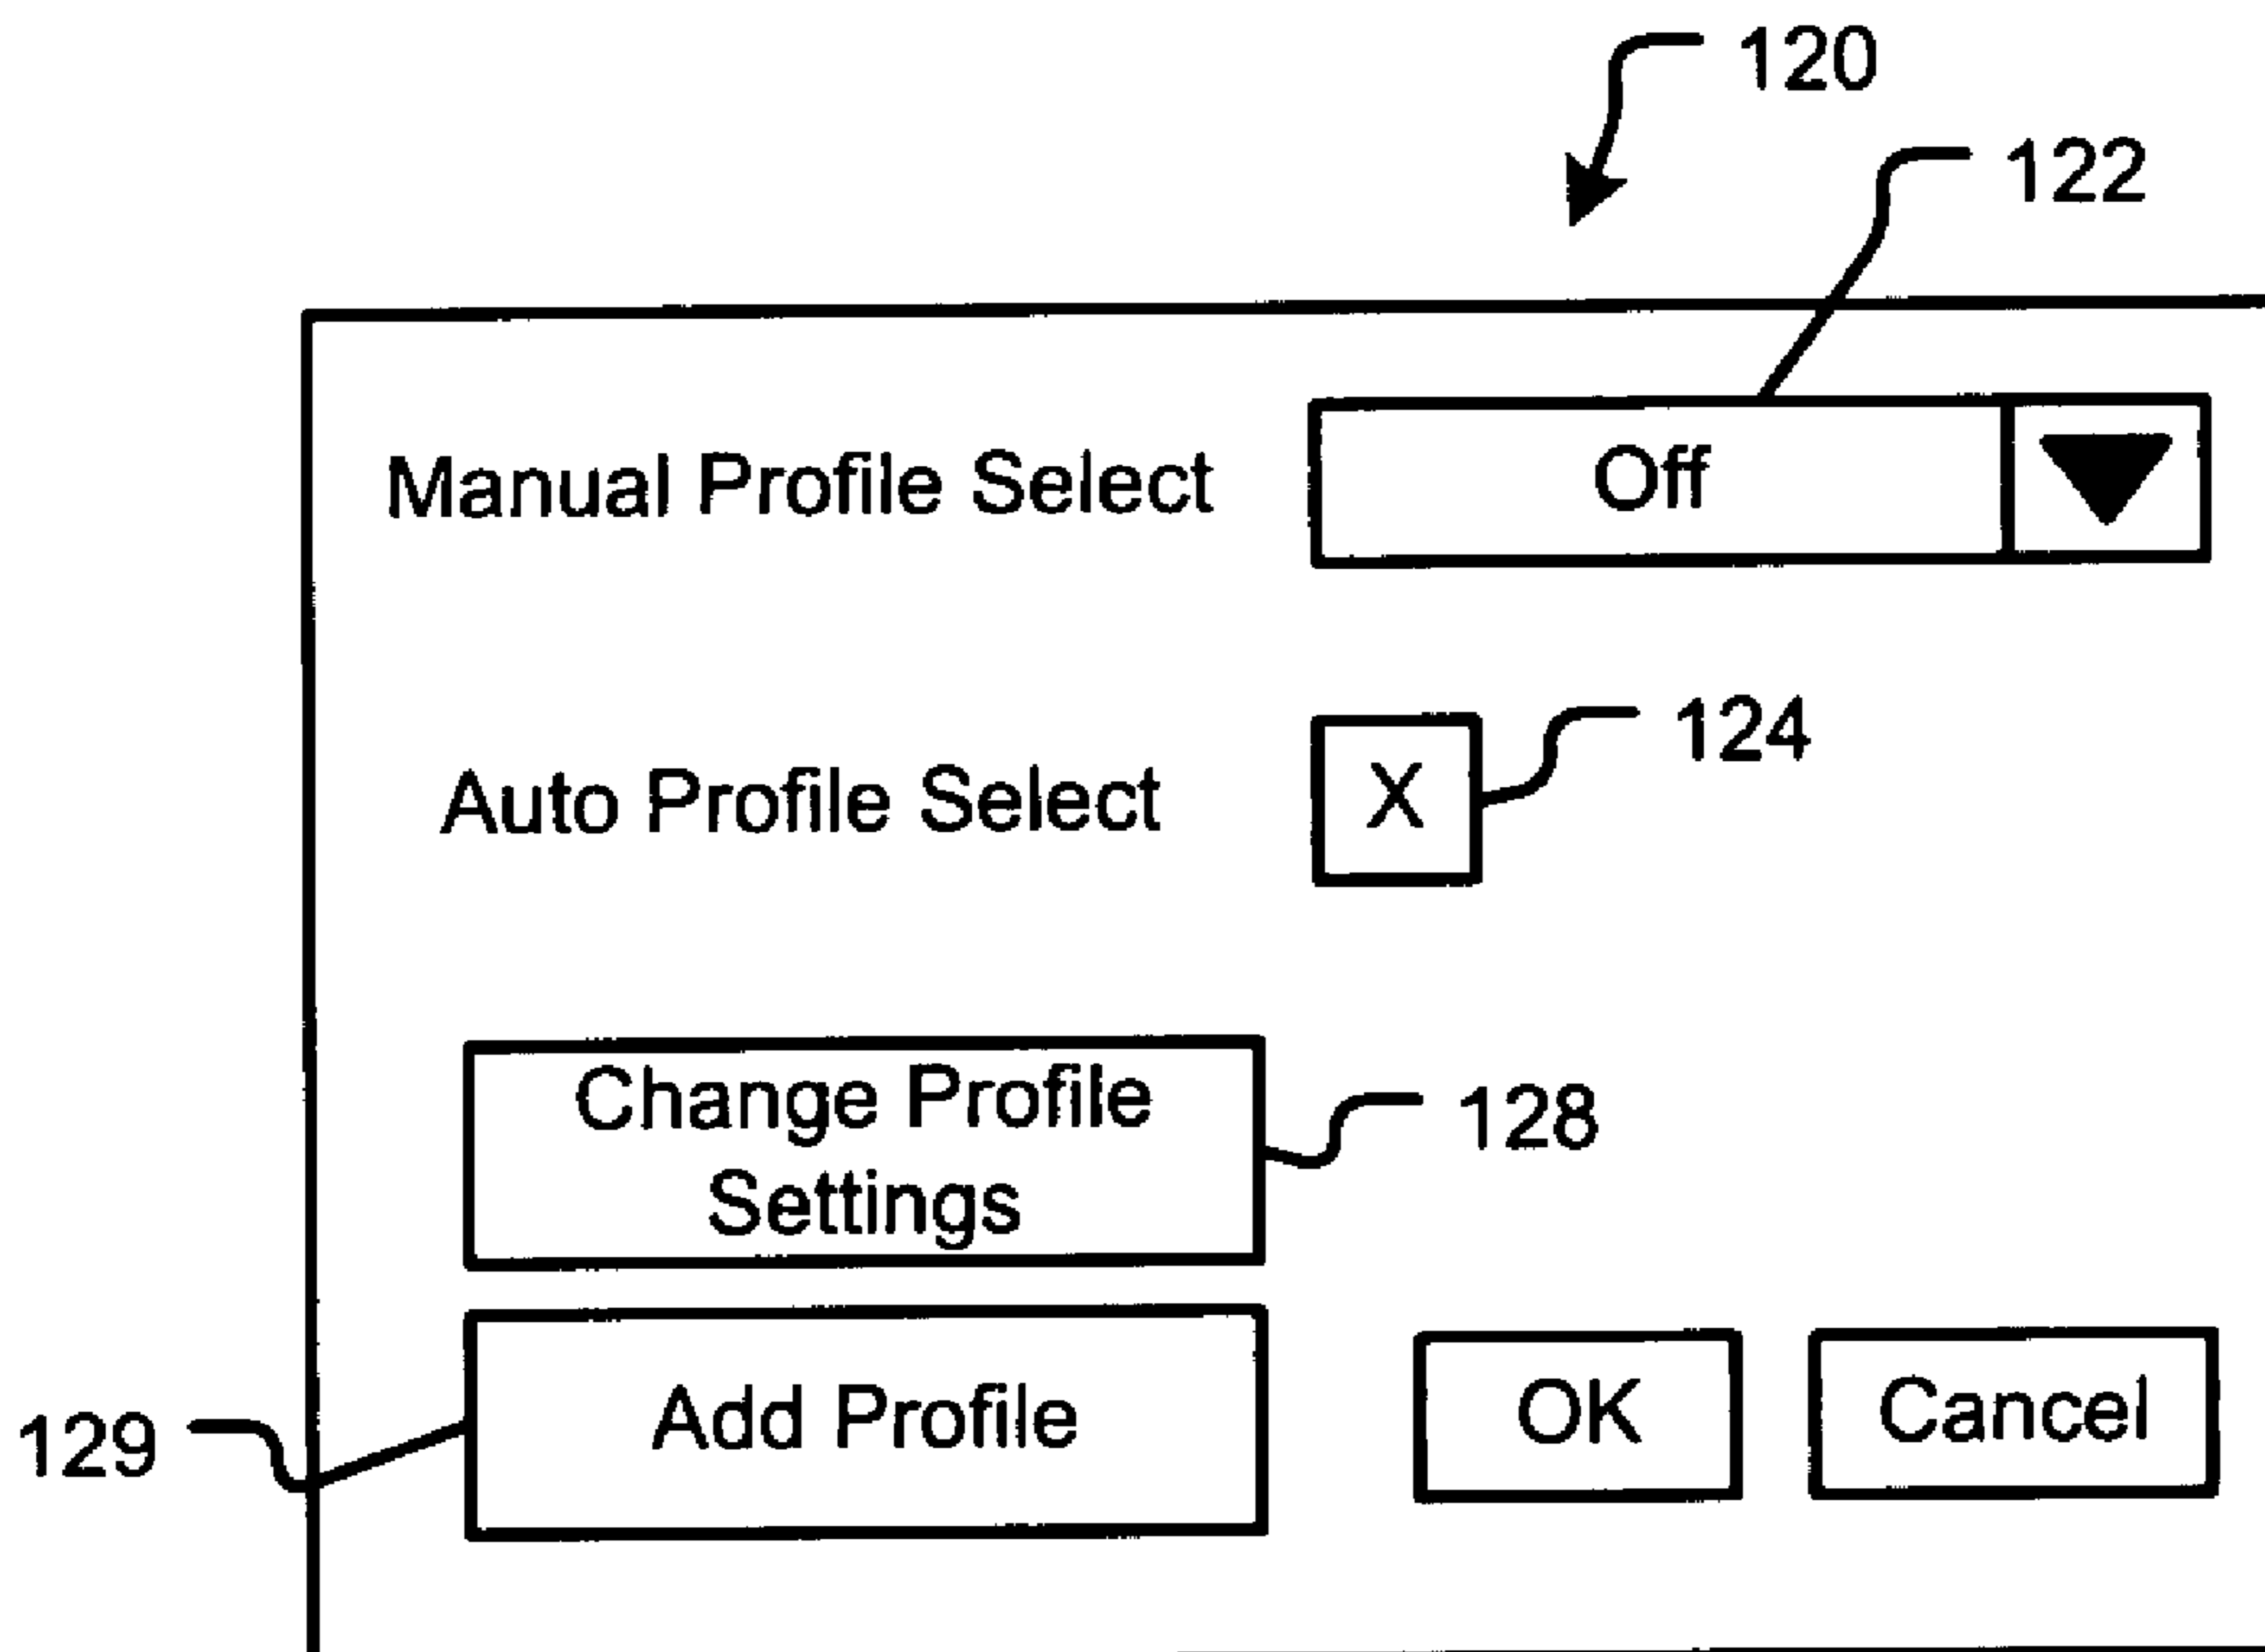 120
122
Manual Profile Select Off
124
Auto Profile Select X
Change Profile
Settings
128
Add Profile OK Cancel
129